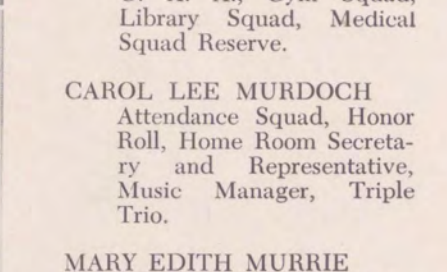 Library Squad, Medical
Squad Reserve.
CAROL LEE MURDOCH
Attendance Squad, Honor
Roll, Home Room Secreta-
ry and Representative,
Music Manager, Triple
Trio.
MARY EDITH MURRIE